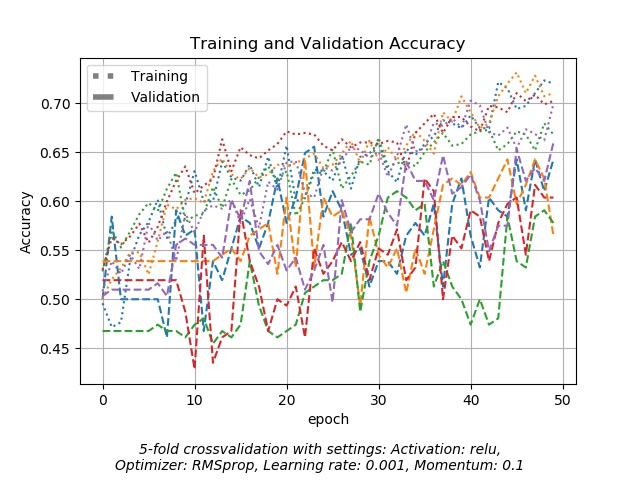 Training and Validation Accuracy
Training
Validation
0.70
0.65
0.60
0.55
0.50
0.45
Accuracy
0 10 20 30 40 50
epoch
5-fold crossvalidation with settings: Activation: relu,
Optimizer: RMSprop, Learning rate: 0.001, Momentum: 0.1